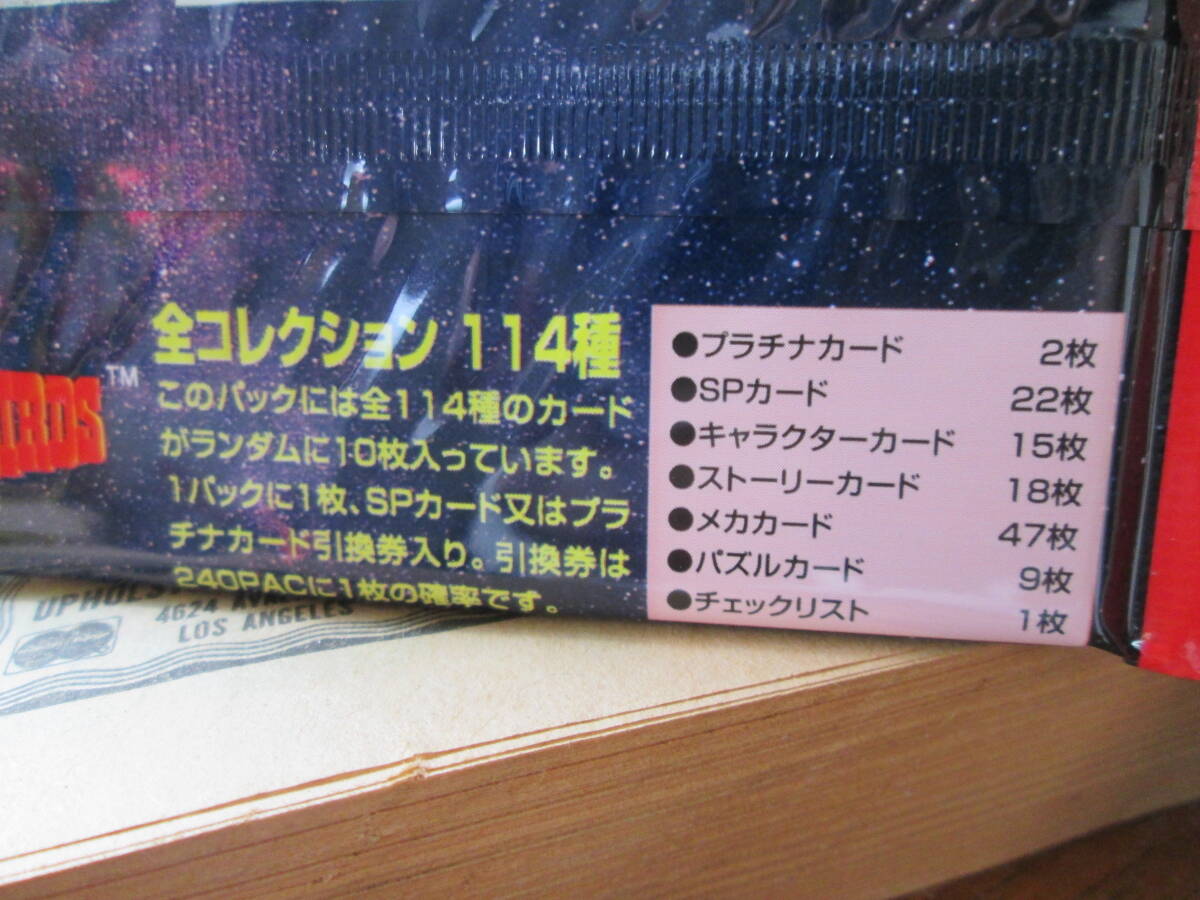 全コレクション 114種
このパックには全114種のカード
がランダムに10枚入っています。
1パックに1枚、SPカード又はプラ
チナカード引換券入り。引換券は
240PACに1枚の確率です。
●プラチナカード 2枚
●SPカード 22枚
●キャラクターカード 15枚
●ストーリーカード 18枚
●メカカード 47枚
●パズルカード 9枚
●チェックリスト 1枚
TM
4624
LOS ANGELES